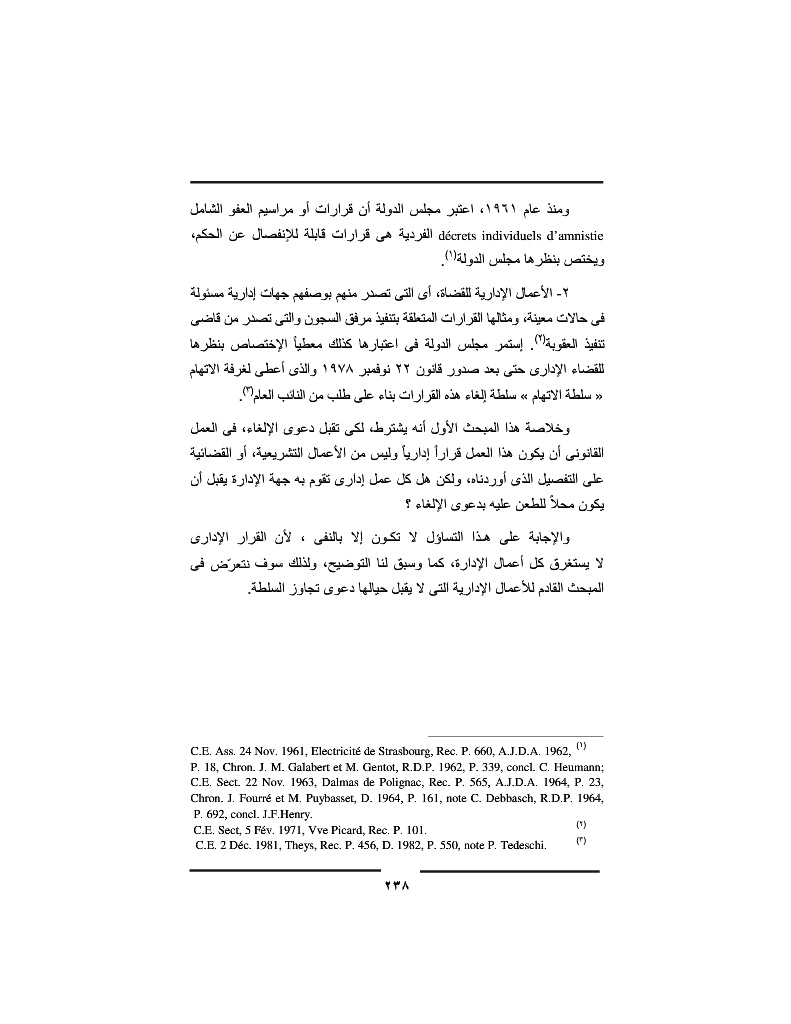 ومنذ عام ١٩٦١، اعتبر مجلس الدولة أن قرارات أو مراسيم العفو الشامل
décrets individuels d’amnistie الفردية هى قرارات قابلة للإنفصال عن الحكم،
ويختص بنظرها مجلس الدولة(١).
٢- الأعمال الإدارية للقضاة، أى التى تصدر منهم بوصفهم جهات إدارية مسئولة
فى حالات معينة، ومثالها القرارات المتعلقة بتنفيذ مرفق السجون والتى تصدر من قاضى
تنفيذ العقوبة(٢). إستمر مجلس الدولة فى اعتبارها كذلك معطياً الإختصاص بنظرها
للقضاء الإدارى حتى بعد صدور قانون ٢٢ نوفمبر ١٩٧٨ والذى أعطى لغرفة الاتهام
« سلطة الاتهام » سلطة إلغاء هذه القرارات بناء على طلب من النائب العام(٣).
وخلاصة هذا المبحث الأول أنه يشترط، لكى تقبل دعوى الإلغاء، فى العمل
القانونى أن يكون هذا العمل قراراً إدارياً وليس من الأعمال التشريعية، أو القضائية
على التفصيل الذى أوردناه، ولكن هل كل عمل إدارى تقوم به جهة الإدارة يقبل أن
يكون محلاً للطعن عليه بدعوى الإلغاء ؟
والإجابة على هـذا التساؤل لا تكـون إلا بالنفى ، لأن القرار الإدارى
لا يستغرق كل أعمال الإدارة، كما وسبق لنا التوضيح، ولذلك سوف نتعرّض فى
المبحث القادم للأعمال الإدارية التى لا يقبل حيالها دعوى تجاوز السلطة.
(١) C.E. Ass. 24 Nov. 1961, Electricité de Strasbourg, Rec. P. 660, A.J.D.A. 1962,
P. 18, Chron. J. M. Galabert et M. Gentot, R.D.P. 1962, P. 339, concl. C. Heumann;
C.E. Sect. 22 Nov. 1963, Dalmas de Polignac, Rec. P. 565, A.J.D.A. 1964, P. 23,
Chron. J. Fourré et M. Puybasset, D. 1964, P. 161, note C. Debbasch, R.D.P. 1964,
P. 692, concl. J.F.Henry.
(٢) C.E. Sect, 5 Fév. 1971, Vve Picard, Rec. P. 101.
(٣) C.E. 2 Déc. 1981, Theys, Rec. P. 456, D. 1982, P. 550, note P. Tedeschi.
٢٣٨